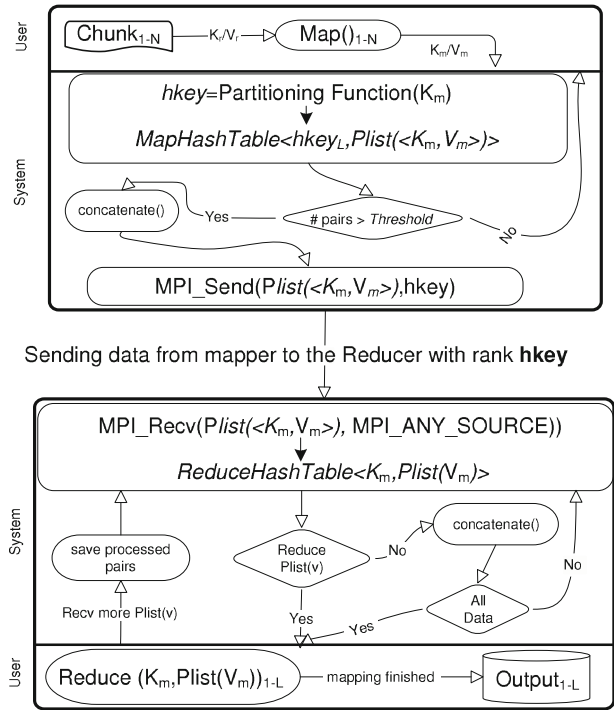 User
Chunk1-N
Kr/Vr
Map()1-N
Km/Vm
System
hkey=Partitioning Function(Km)
MapHashTable<hkeyL,Plist(<Km,Vm>)>
concatenate()
Yes
# pairs > Threshold
No
MPI_Send(Plist(<Km,Vm>),hkey)
Sending data from mapper to the Reducer with rank hkey
MPI_Recv(Plist(<Km,Vm>), MPI_ANY_SOURCE))
ReduceHashTable<Km,Plist(Vm)>
System
save processed
pairs
Reduce
Plist(v)
No
concatenate()
No
Recv more Plist(v)
Yes
Yes
All
Data
User
Reduce (Km,Plist(Vm))1-L
mapping finished
Output1-L